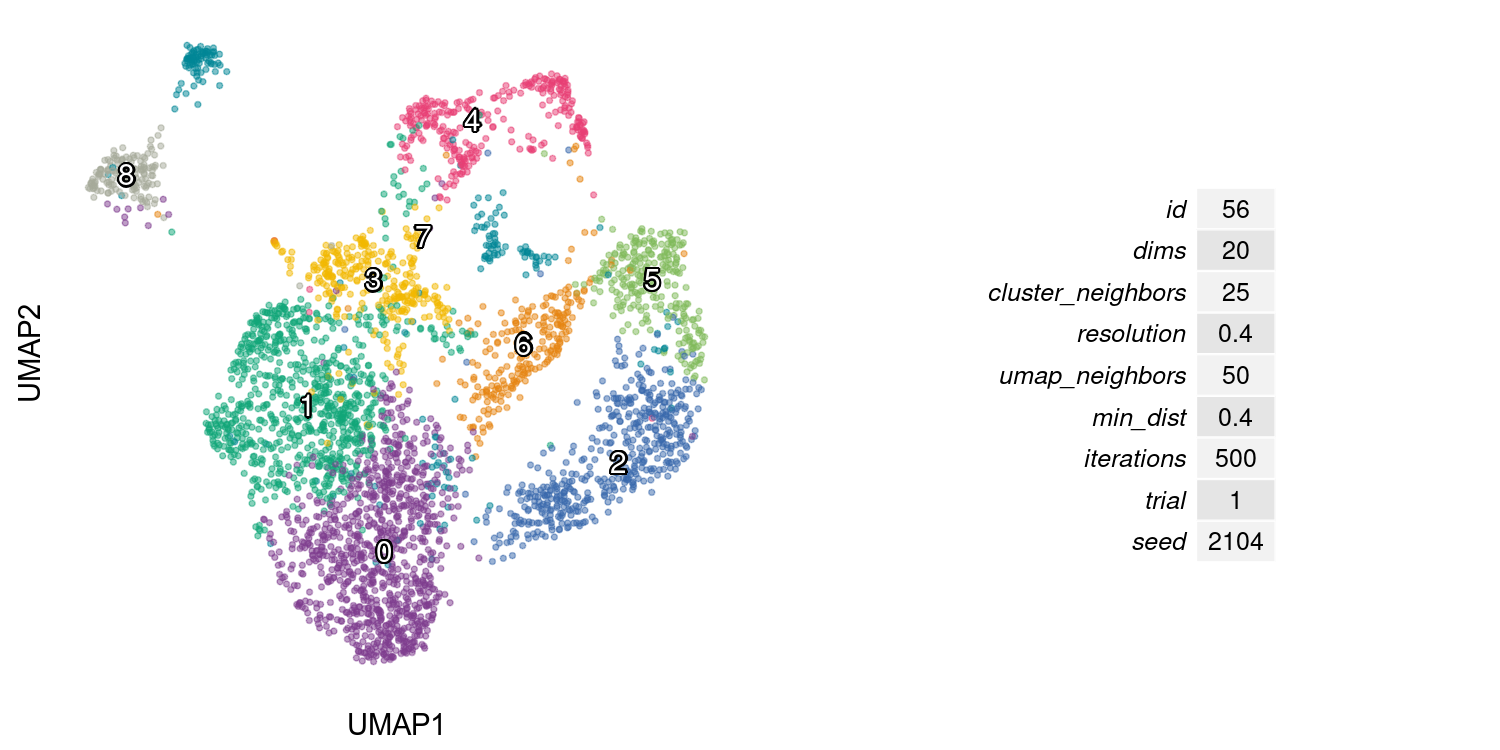 8
4
7
3
5
6
1
2
0
UMAP2
UMAP1
id 56
dims 20
cluster_neighbors 25
resolution 0.4
umap_neighbors 50
min_dist 0.4
iterations 500
trial 1
seed 2104